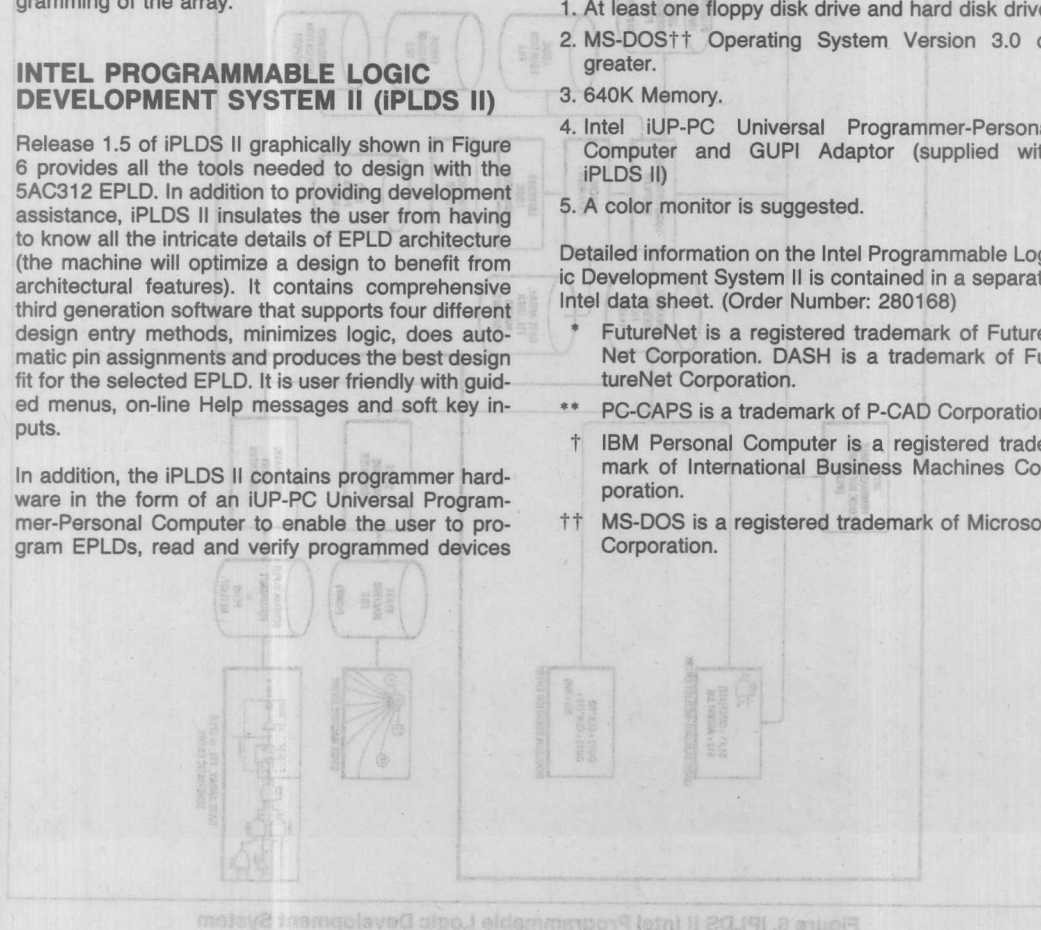 gramming of the array.
INTEL PROGRAMMABLE LOGIC
DEVELOPMENT SYSTEM II (iPLDS II)
Release 1.5 of iPLDS II graphically shown in Figure
6 provides all the tools needed to design with the
5AC312 EPLD. In addition to providing development
assistance, iPLDS II insulates the user from having
to know all the intricate details of EPLD architecture
(the machine will optimize a design to benefit from
architectural features). It contains comprehensive
third generation software that supports four different
design entry methods, minimizes logic, does auto-
matic pin assignments and produces the best design
fit for the selected EPLD. It is user friendly with guid-
ed menus, on-line Help messages and soft key in-
puts.
In addition, the iPLDS II contains programmer hard-
ware in the form of an iUP-PC Universal Program-
mer-Personal Computer to enable the user to pro-
gram EPLDs, read and verify programmed devices
1. At least one floppy disk drive and hard disk drive
2. MS-DOS†† Operating System Version 3.0 o
greater.
3. 640K Memory.
4. Intel iUP-PC Universal Programmer-Persona
Computer and GUPI Adaptor (supplied wit
iPLDS II)
5. A color monitor is suggested.
Detailed information on the Intel Programmable Log
ic Development System II is contained in a separat
Intel data sheet. (Order Number: 280168)
* FutureNet is a registered trademark of Future
Net Corporation. DASH is a trademark of Fu
tureNet Corporation.
** PC-CAPS is a trademark of P-CAD Corporation
† IBM Personal Computer is a registered trade
mark of International Business Machines Cor
poration.
†† MS-DOS is a registered trademark of Microso
Corporation.
Figure 6. iPLDS II Intel Programmable Logic Development System